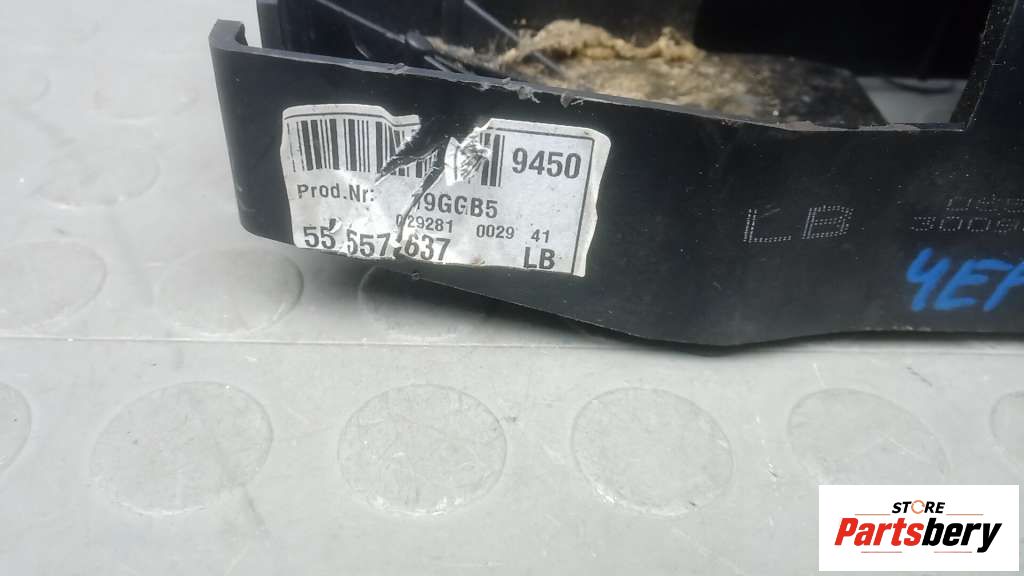 9450
Prod.Nr: 19GGB5
029281 0029 41
55 557 637 LB
LB
STORE
Partsbery